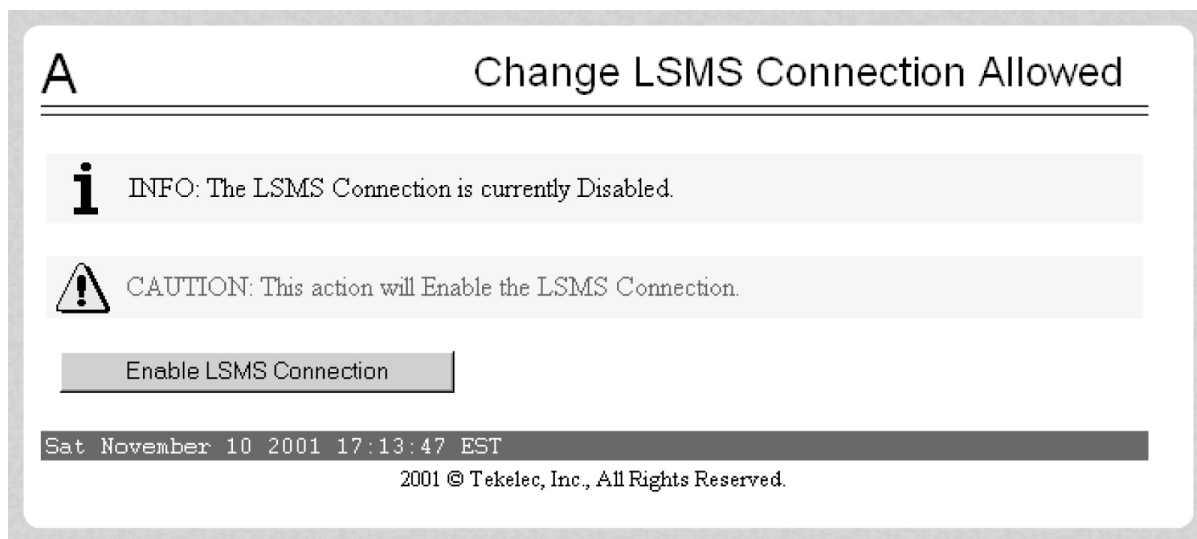 A
Change LSMS Connection Allowed
INFO: The LSMS Connection is currently Disabled.
CAUTION: This action will Enable the LSMS Connection.
Enable LSMS Connection
Sat November 10 2001 17:13:47 EST
2001 © Tekelec, Inc., All Rights Reserved.